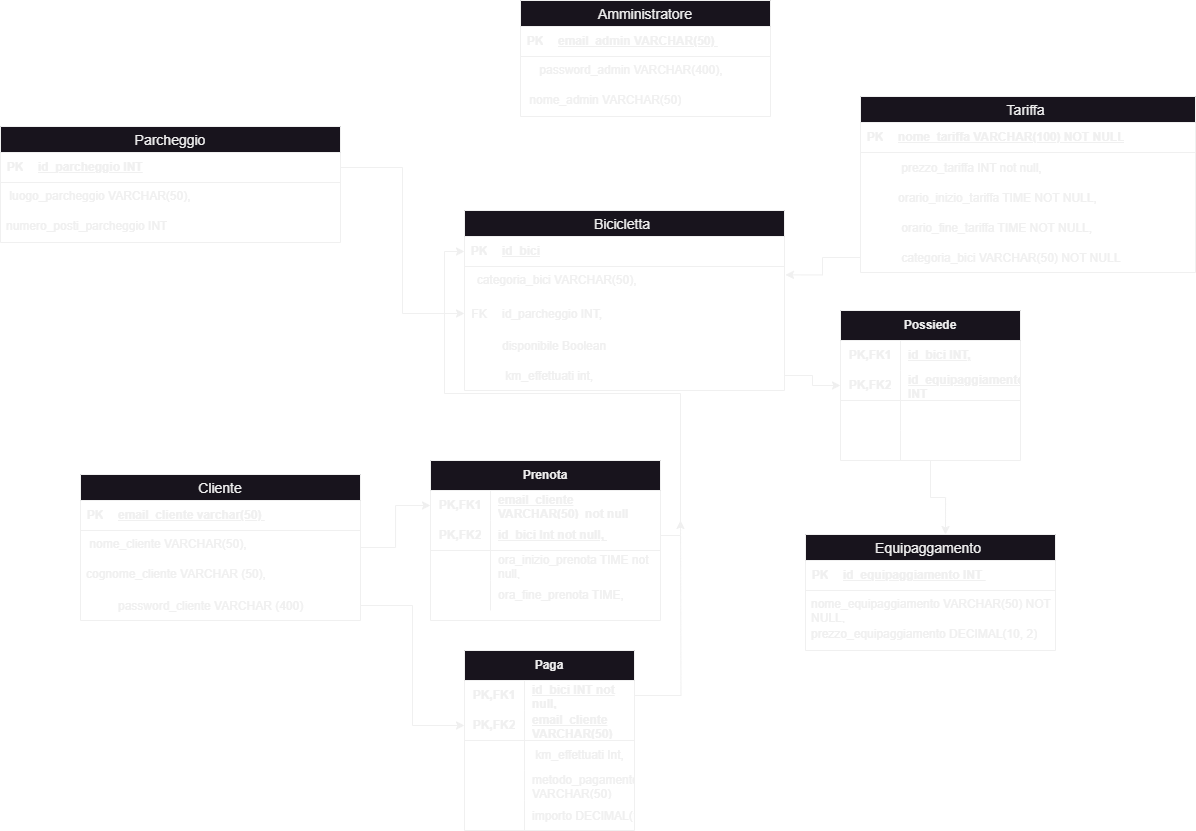 Amministratore
PK email_admin VARCHAR(50)
password_admin VARCHAR(400),
nome_admin VARCHAR(50)
Tariffa
PK nome_tariffa VARCHAR(100) NOT NULL
prezzo_tariffa INT not null,
orario_inizio_tariffa TIME NOT NULL,
orario_fine_tariffa TIME NOT NULL,
categoria_bici VARCHAR(50) NOT NULL
Parcheggio
PK id_parcheggio INT
luogo_parcheggio VARCHAR(50),
numero_posti_parcheggio INT
Bicicletta
PK id_bici
categoria_bici VARCHAR(50),
FK id_parcheggio INT,
disponibile Boolean
km_effettuati int,
Possiede
PK,FK1 id_bici INT,
PK,FK2 id_equipaggiamento
INT
Cliente
PK email_cliente varchar(50)
nome_cliente VARCHAR(50),
cognome_cliente VARCHAR (50),
password_cliente VARCHAR (400)
Prenota
PK,FK1 email_cliente
VARCHAR(50) not null
PK,FK2 id_bici Int not null,
ora_inizio_prenota TIME not
null,
ora_fine_prenota TIME,
Equipaggamento
PK id_equipaggiamento INT
nome_equipaggiamento VARCHAR(50) NOT
NULL,
prezzo_equipaggiamento DECIMAL(10, 2)
Paga
PK,FK1 id_bici INT not
null,
PK,FK2 email_cliente
VARCHAR(50)
km_effettuati Int,
metodo_pagamento
VARCHAR(50)
importo DECIMAL(